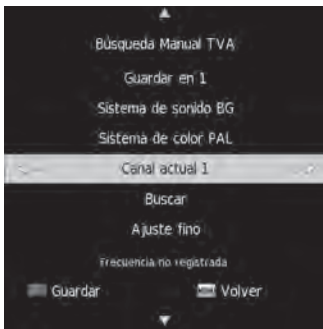 Búsqueda Manual TVA
Guardar en 1
Sistema de sonido BG
Sistema de color PAL
Canal actual 1
Buscar
Ajuste fino
Frecuencia no registrada
Guardar
MENU Volver